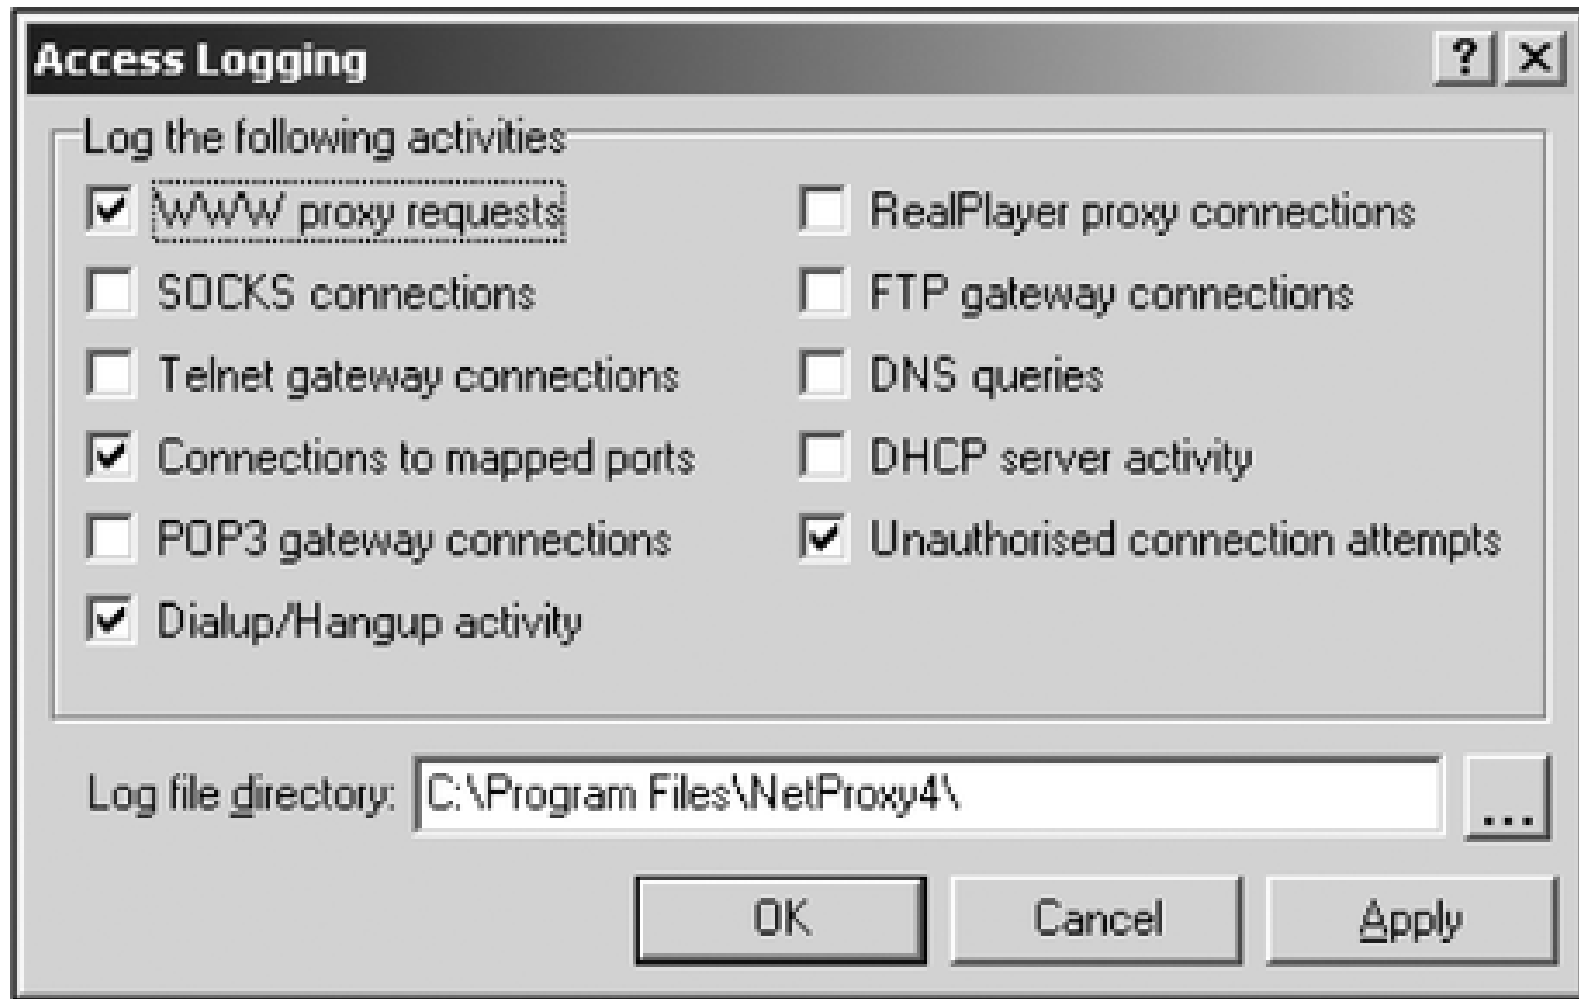 Access Logging
Log the following activities
WWW proxy requests
SOCKS connections
Telnet gateway connections
Connections to mapped ports
POP3 gateway connections
Dialup/Hangup activity
RealPlayer proxy connections
FTP gateway connections
DNS queries
DHCP server activity
Unauthorised connection attempts
Log file directory: C:\Program Files\NetProxy4\
...
OK Cancel Apply